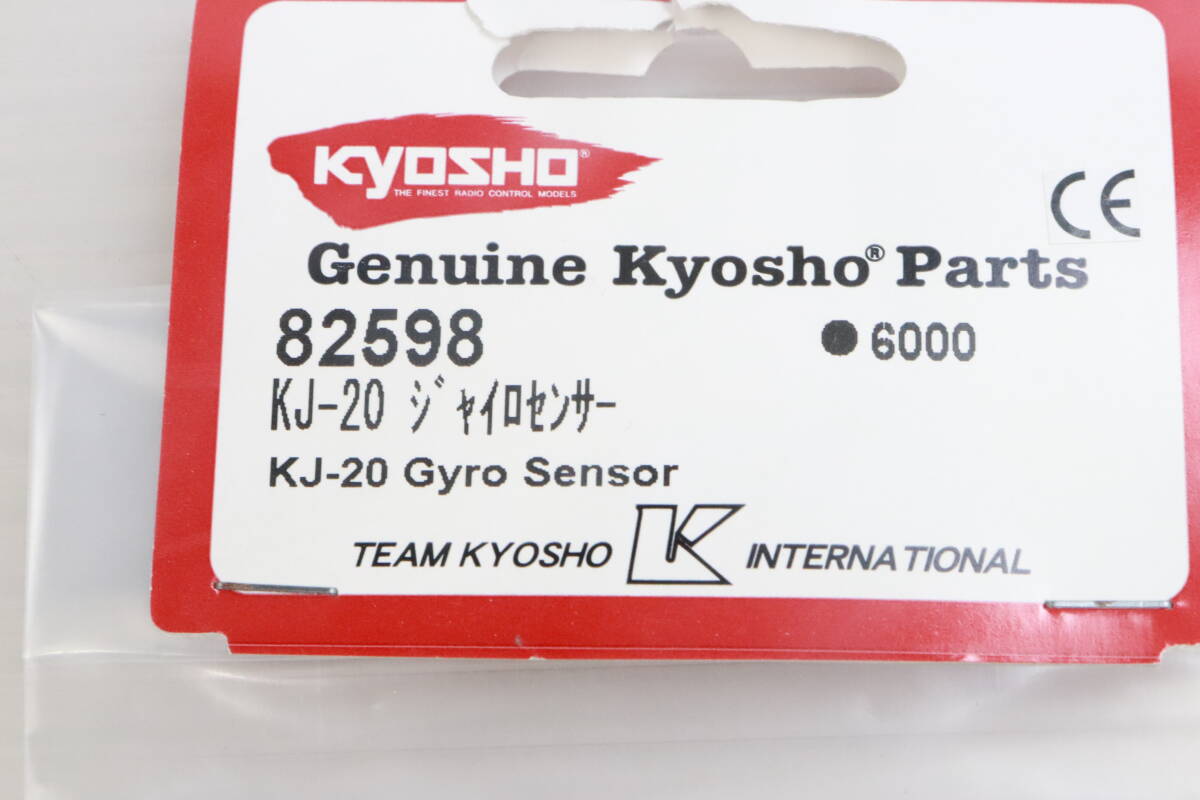 KYOSHO®
THE FINEST RADIO CONTROL MODELS
CE
Genuine Kyosho® Parts
82598 ●6000
KJ-20 ジャイロセンサー
KJ-20 Gyro Sensor
TEAM KYOSHO K INTERNATIONAL